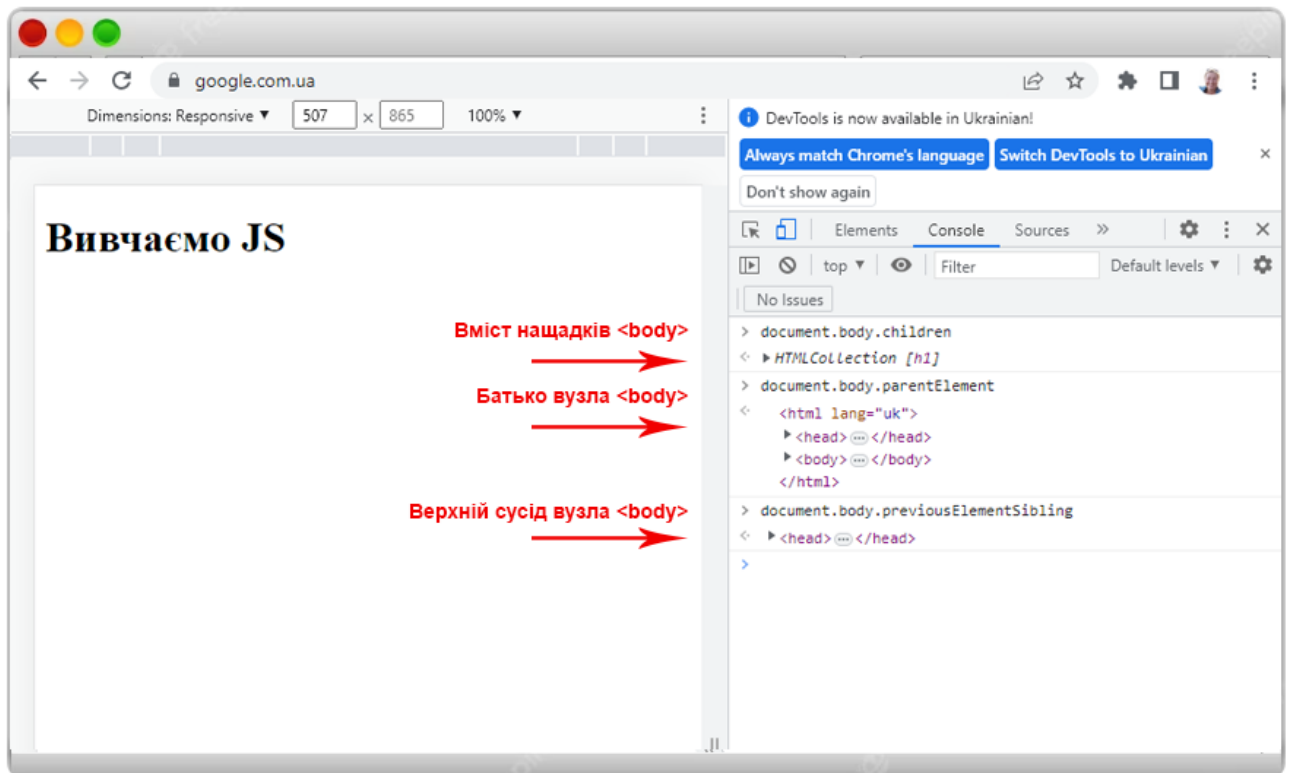 google.com.ua
Dimensions: Responsive ▼ 507 × 865 100% ▼
Вивчаємо JS
Вміст нащадків <body>
Батько вузла <body>
Верхній сусід вузла <body>
DevTools is now available in Ukrainian!
Always match Chrome's language Switch DevTools to Ukrainian
Don't show again
Elements Console Sources »
top ▼ Filter Default levels ▼
No Issues
> document.body.children
HTMLCollection [h1]
> document.body.parentElement
<html lang="uk">
<head>…</head>
<body>…</body>
</html>
> document.body.previousElementSibling
<head>…</head>
>